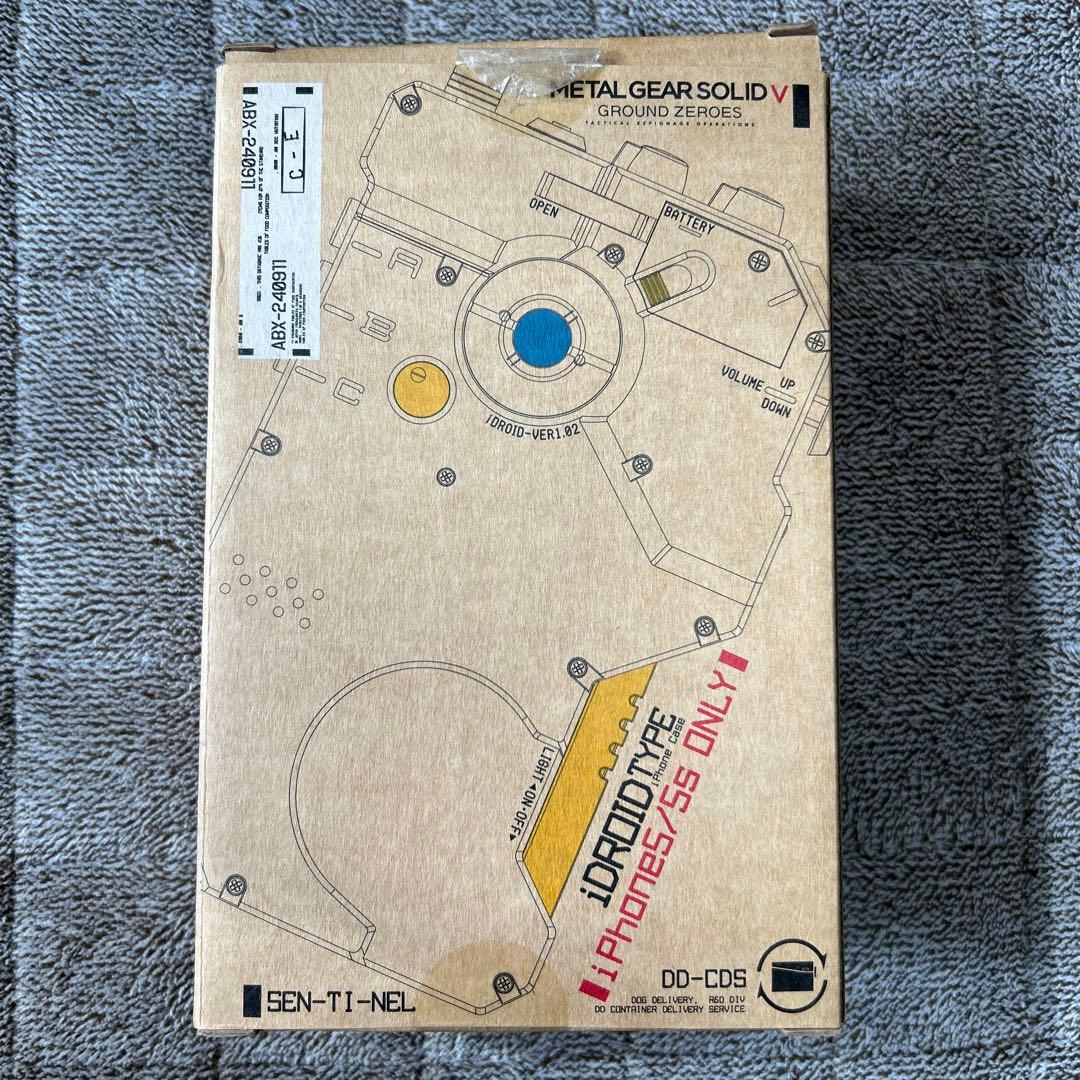 METAL GEAR SOLID V
GROUND ZEROES
TACTICAL ESPIONAGE OPERATIONS
ABX-240911
C-E
ABX-240911
OPEN
BATTERY
A
B
C
VOLUME
UP
DOWN
iDROID-VER1.02
LIGHT◀ON・OFF▶
iDROIDTYPE
iPhone Case
iPhone5/5s ONLY
SEN-TI-NEL
DD-CDS
DOG DELIVERY, R&D DIV
DD CONTAINER DELIVERY SERVICE